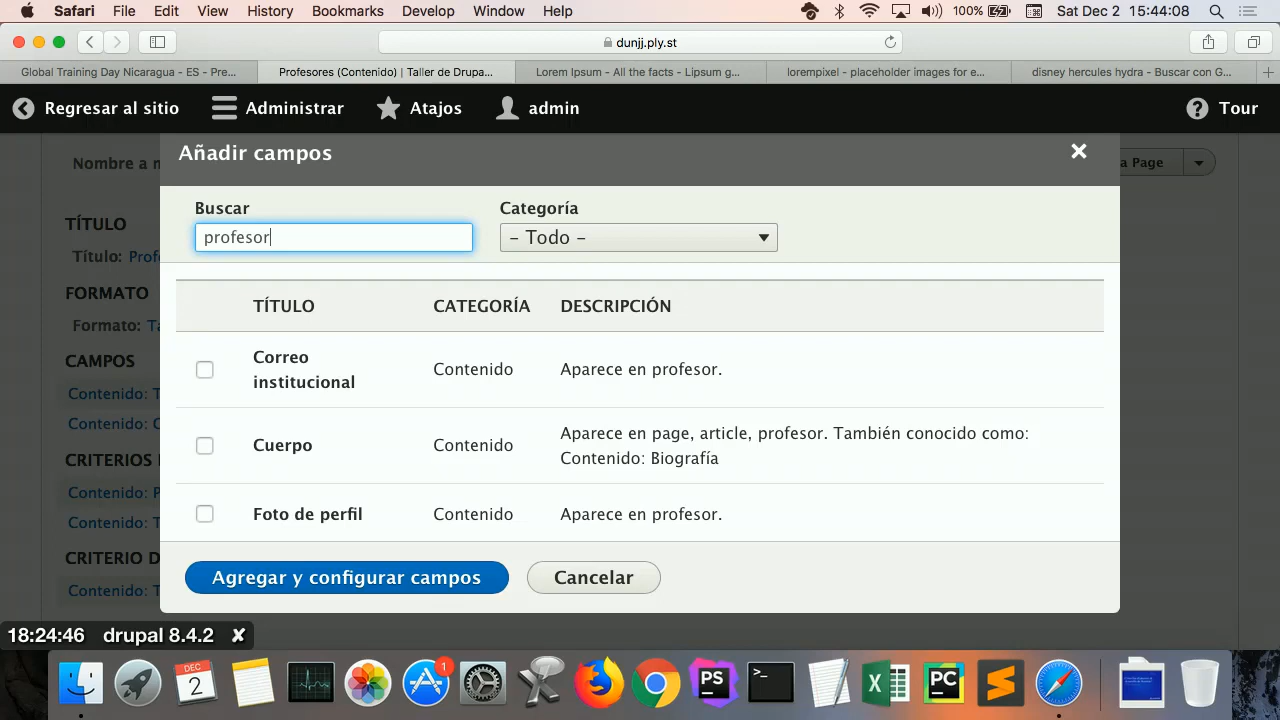 Safari File Edit View History Bookmarks Develop Window Help 100% Sat Dec 2 15:44:08
dunjj.ply.st
Global Training Day Nicaragua - ES - Pre... Profesores (Contenido) | Taller de Drupa... Lorem Ipsum - All the facts - Lipsum g... lorempixel - placeholder images for e... disney hercules hydra - Buscar con G...
Regresar al sitio Administrar Atajos admin Tour
Añadir campos
Nombre a n
a Page
Buscar Categoría
profesor – Todo –
TÍTULO
Título: Profe
FORMATO
Formato: Ta
CAMPOS
Contenido: T
Contenido: C
CRITERIOS
Contenido: P
Contenido: T
CRITERIO D
Contenido: T
TÍTULO CATEGORÍA DESCRIPCIÓN
Correo institucional Contenido Aparece en profesor.
Cuerpo Contenido Aparece en page, article, profesor. También conocido como:
Contenido: Biografía
Foto de perfil Contenido Aparece en profesor.
Agregar y configurar campos Cancelar
18:24:46 drupal 8.4.2 ✘
DEC
2
1
PS
PC